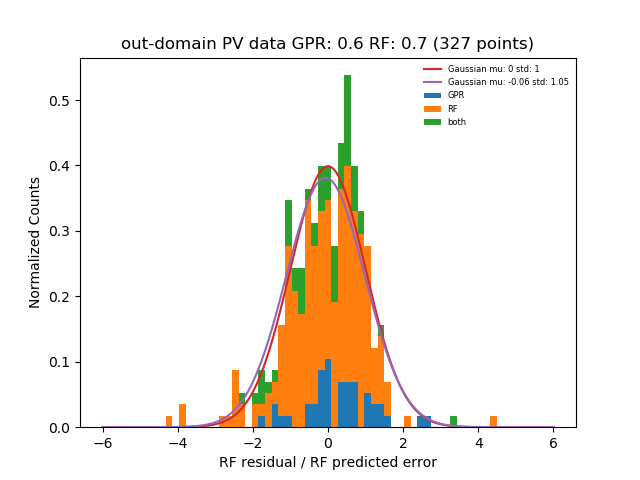 out-domain PV data GPR: 0.6 RF: 0.7 (327 points)
Gaussian mu: 0 std: 1
Gaussian mu: -0.06 std: 1.05
GPR
RF
both
Normalized Counts
0.5
0.4
0.3
0.2
0.1
0.0
−6 −4 −2 0 2 4 6
RF residual / RF predicted error